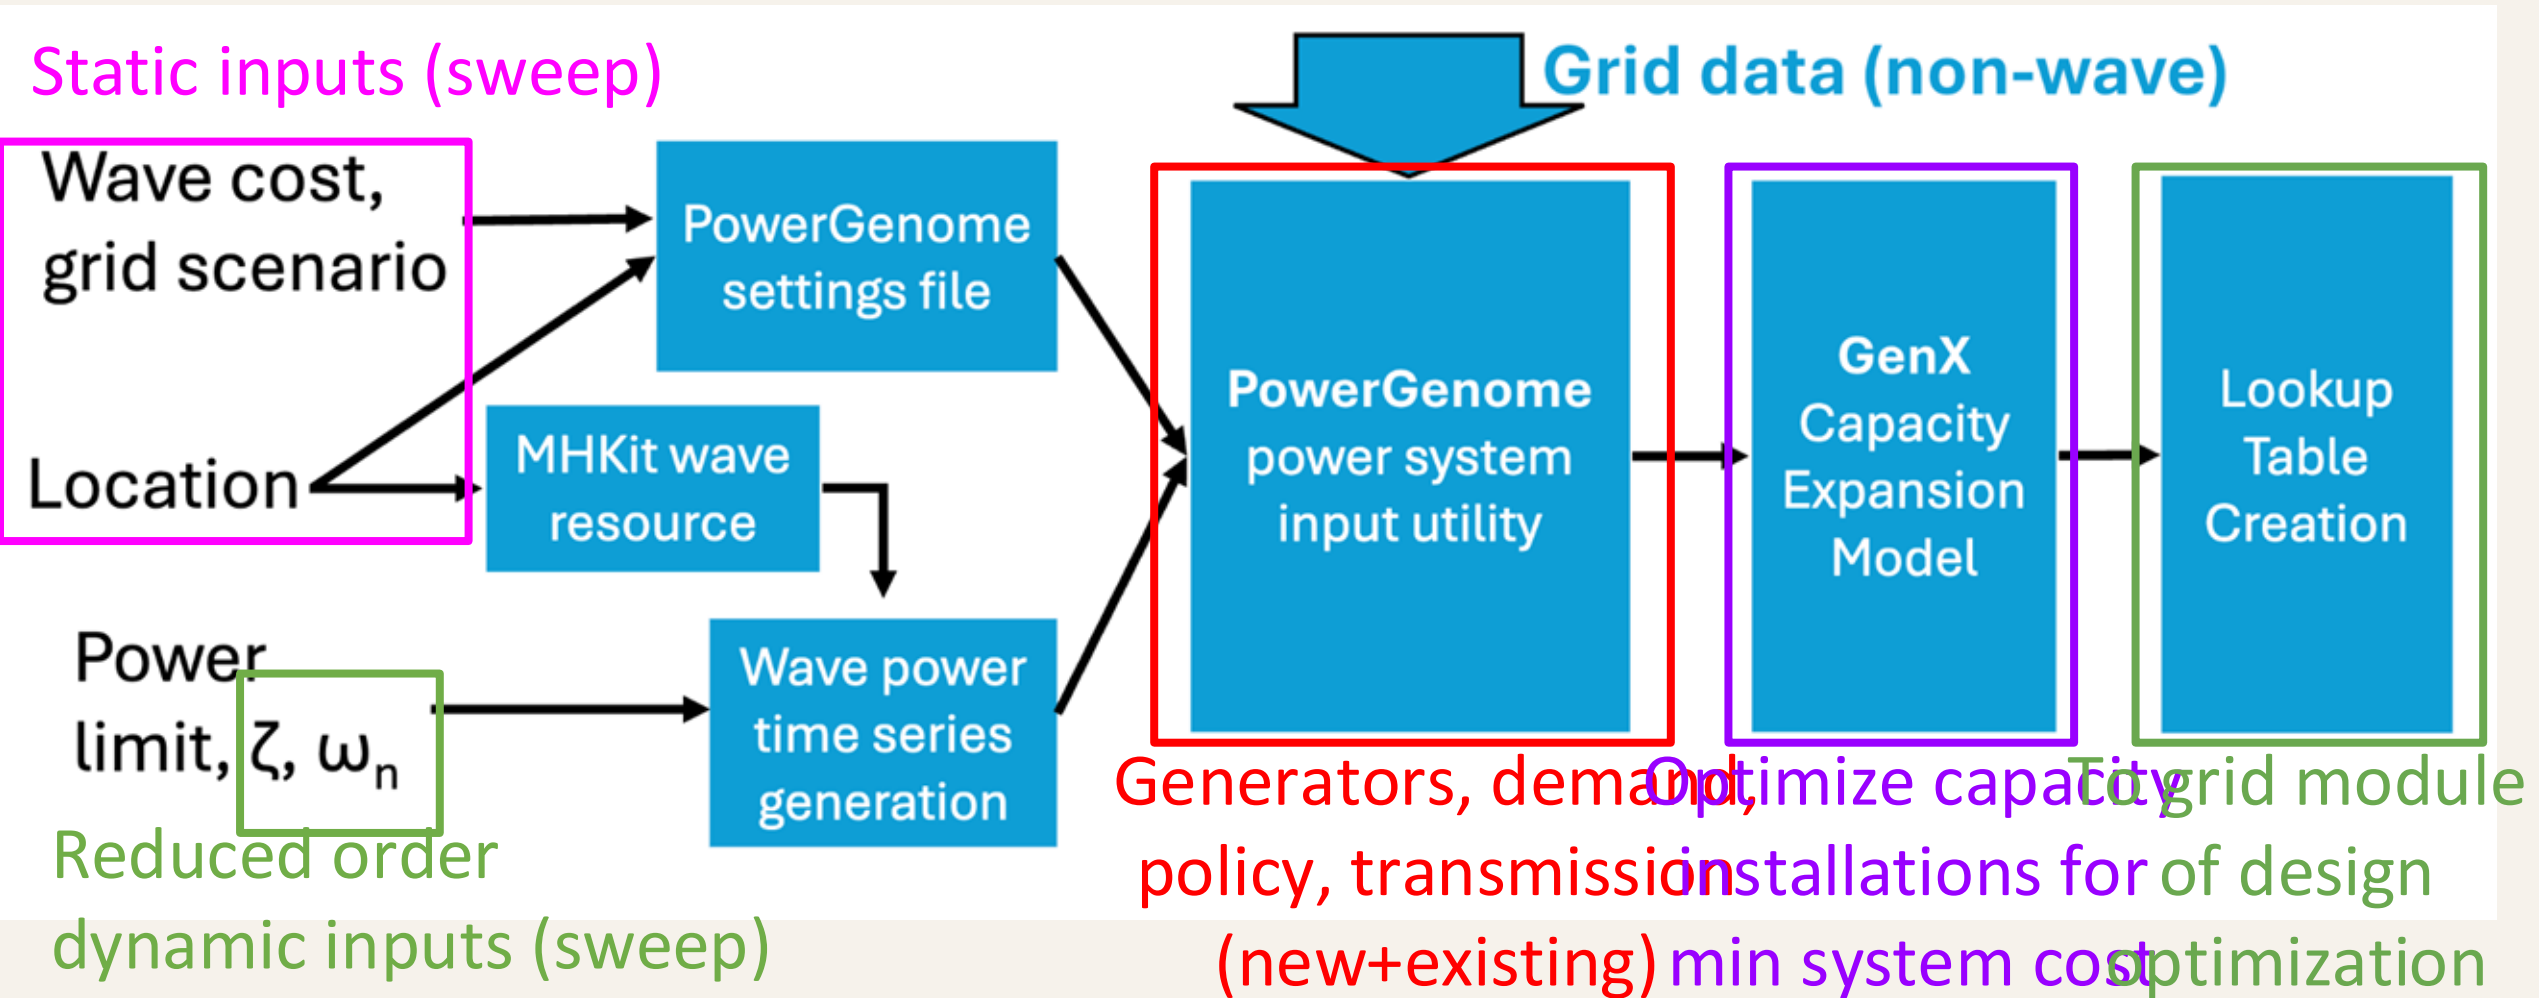 Static inputs (sweep)
Grid data (non-wave)
Wave cost,
grid scenario
Location
PowerGenome
settings file
MHKit wave
resource
Power
limit, ζ, ωn
Wave power
time series
generation
PowerGenome
power system
input utility
GenX
Capacity
Expansion
Model
Lookup
Table
Creation
Reduced order
dynamic inputs (sweep)
Generators, demand,
policy, transmission
(new+existing)
Optimize capacity
installations for
min system cost
To grid module
of design
optimization